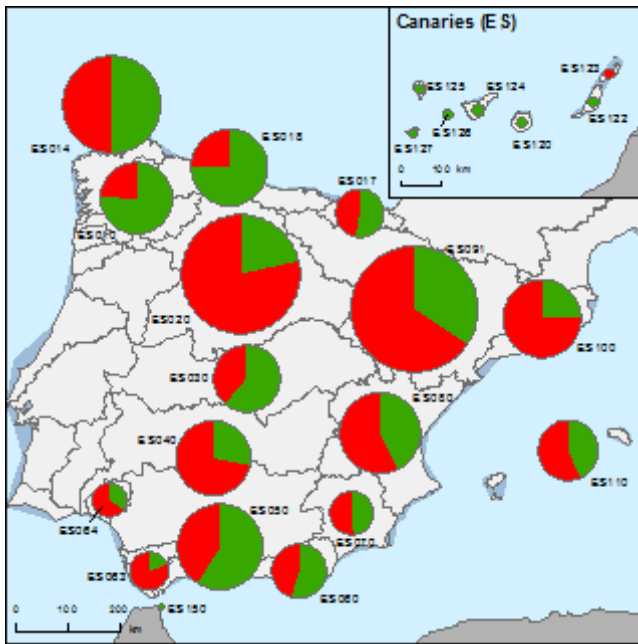 Canaries (ES)
ES123
ES125
ES124
ES122
ES126
ES120
ES127
0 100 km
ES018
ES014
ES017
ES010
ES091
ES020
ES100
ES030
ES080
ES040
ES110
ES050
ES064
ES070
ES063
ES060
ES150
0 100 200
km